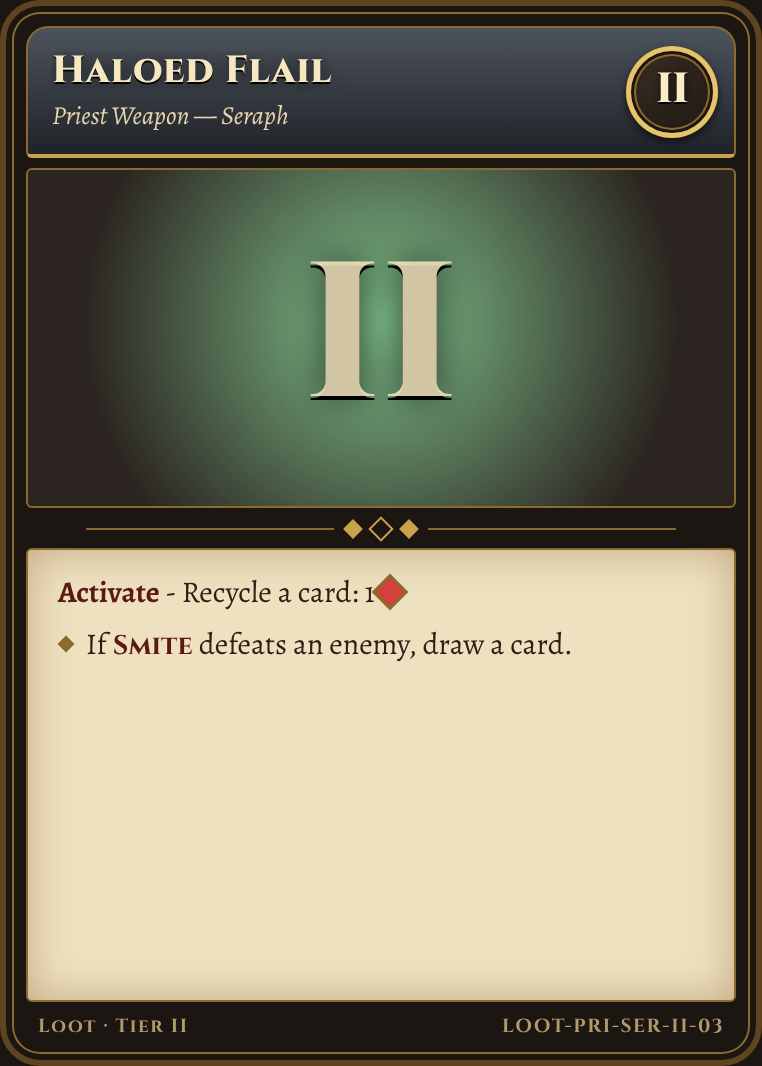 Haloed Flail
II
Priest Weapon — Seraph
II
Activate - Recycle a card: 1
If Smite defeats an enemy, draw a card.
Loot · Tier II
LOOT-PRI-SER-II-03